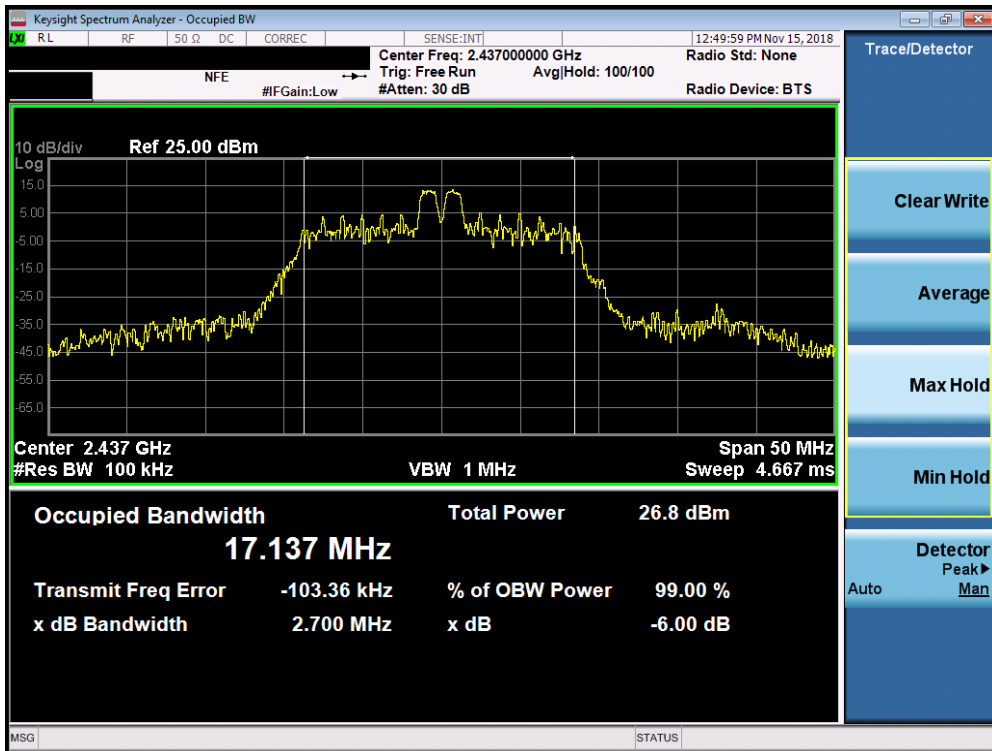 Keysight Spectrum Analyzer - Occupied BW
LXI RL RF 50 Ω DC CORREC SENSE:INT 12:49:59 PM Nov 15, 2018
Center Freq: 2.437000000 GHz Radio Std: None
NFE Trig: Free Run Avg|Hold: 100/100
#IFGain:Low #Atten: 30 dB Radio Device: BTS
10 dB/div Ref 25.00 dBm
Log
15.0
5.00
-5.00
-15.0
-25.0
-35.0
-45.0
-55.0
-65.0
Center 2.437 GHz Span 50 MHz
#Res BW 100 kHz VBW 1 MHz Sweep 4.667 ms
Occupied Bandwidth Total Power 26.8 dBm
17.137 MHz
Transmit Freq Error -103.36 kHz % of OBW Power 99.00 %
x dB Bandwidth 2.700 MHz x dB -6.00 dB
MSG STATUS
Trace/Detector
Clear Write
Average
Max Hold
Min Hold
Detector
Peak▶
Auto Man